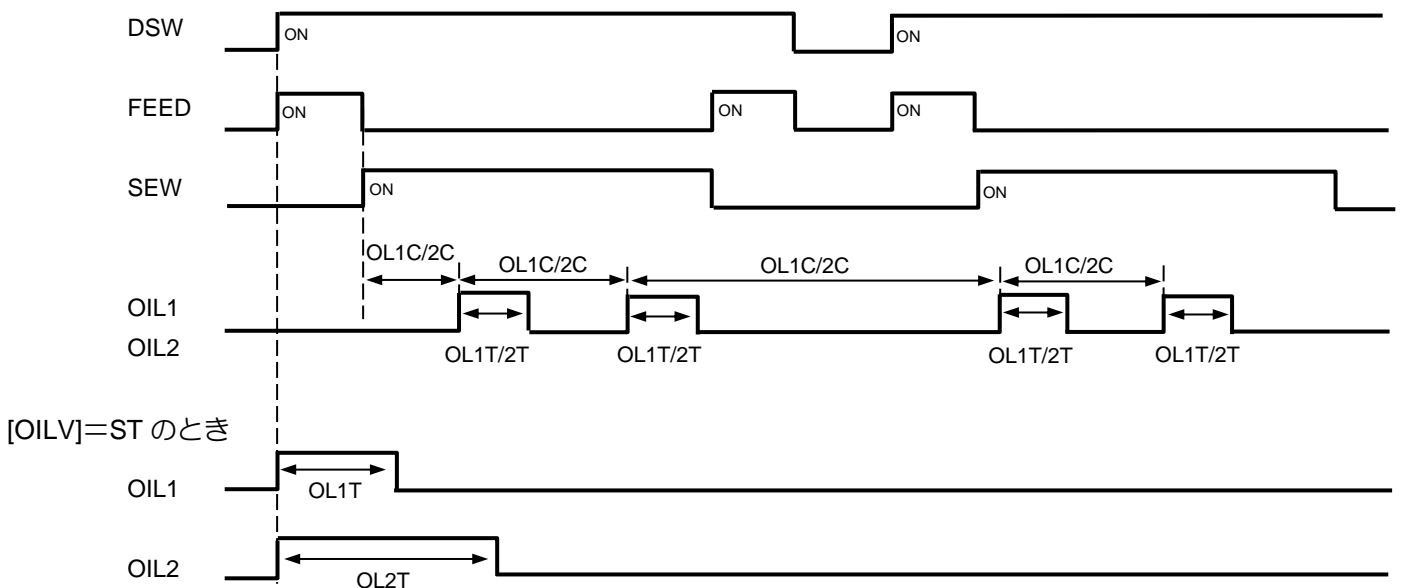 DSW
ON
ON
FEED
ON
ON
ON
SEW
ON
ON
OL1C/2C
OL1C/2C
OL1C/2C
OL1C/2C
OIL1
OIL2
OL1T/2T
OL1T/2T
OL1T/2T
OL1T/2T
[OILV]=ST のとき
OIL1
OL1T
OIL2
OL2T